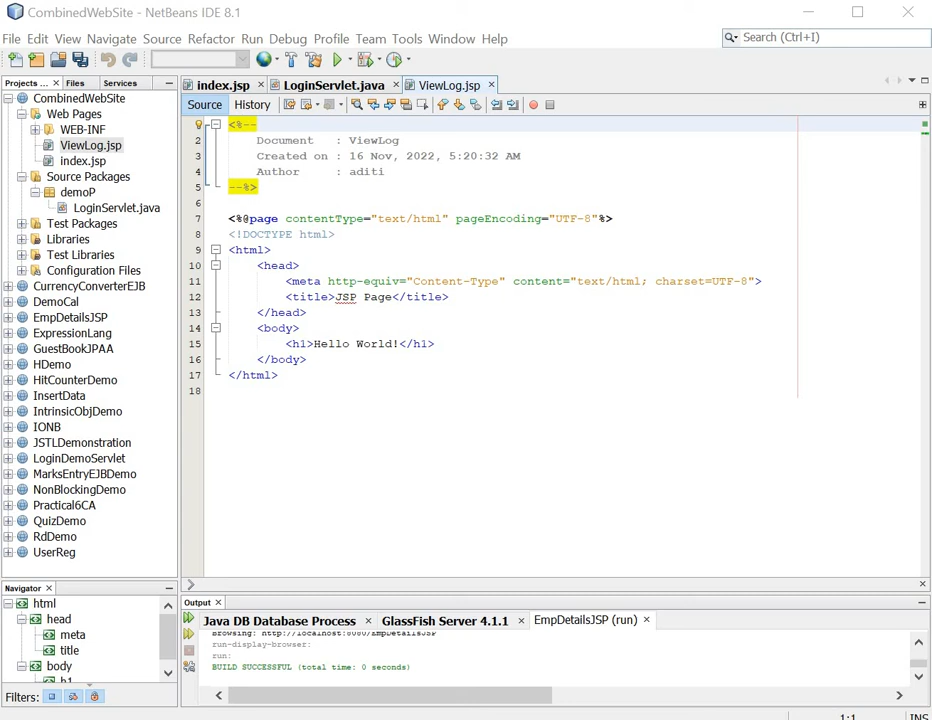 CombinedWebSite - NetBeans IDE 8.1
File Edit View Navigate Source Refactor Run Debug Profile Team Tools Window Help
Search (Ctrl+I)
Projects... Files Services
index.jsp LoginServlet.java ViewLog.jsp
Source History
CombinedWebSite
Web Pages
WEB-INF
ViewLog.jsp
index.jsp
Source Packages
demoP
LoginServlet.java
Test Packages
Libraries
Test Libraries
Configuration Files
CurrencyConverterEJB
DemoCal
EmpDetailsJSP
ExpressionLang
GuestBookJPAA
HDemo
HitCounterDemo
InsertData
IntrinsicObjDemo
IONB
JSTLDemonstration
LoginDemoServlet
MarksEntryEJBDemo
NonBlockingDemo
Practical6CA
QuizDemo
RdDemo
UserReg
<%--
2 Document : ViewLog
3 Created on : 16 Nov, 2022, 5:20:32 AM
4 Author : aditi
5 --%>
6
7 <%@page contentType="text/html" pageEncoding="UTF-8"%>
8 <!DOCTYPE html>
9 <html>
10 <head>
11 <meta http-equiv="Content-Type" content="text/html; charset=UTF-8">
12 <title>JSP Page</title>
13 </head>
14 <body>
15 <h1>Hello World!</h1>
16 </body>
17 </html>
18
Navigator
html
head
meta
title
body
h1
Filters:
Output
Java DB Database Process GlassFish Server 4.1.1 EmpDetailsJSP (run)
Browsing: http://localhost:8080/EmpDetailsJSP
run-display-browser:
run:
BUILD SUCCESSFUL (total time: 0 seconds)
1:1 INS